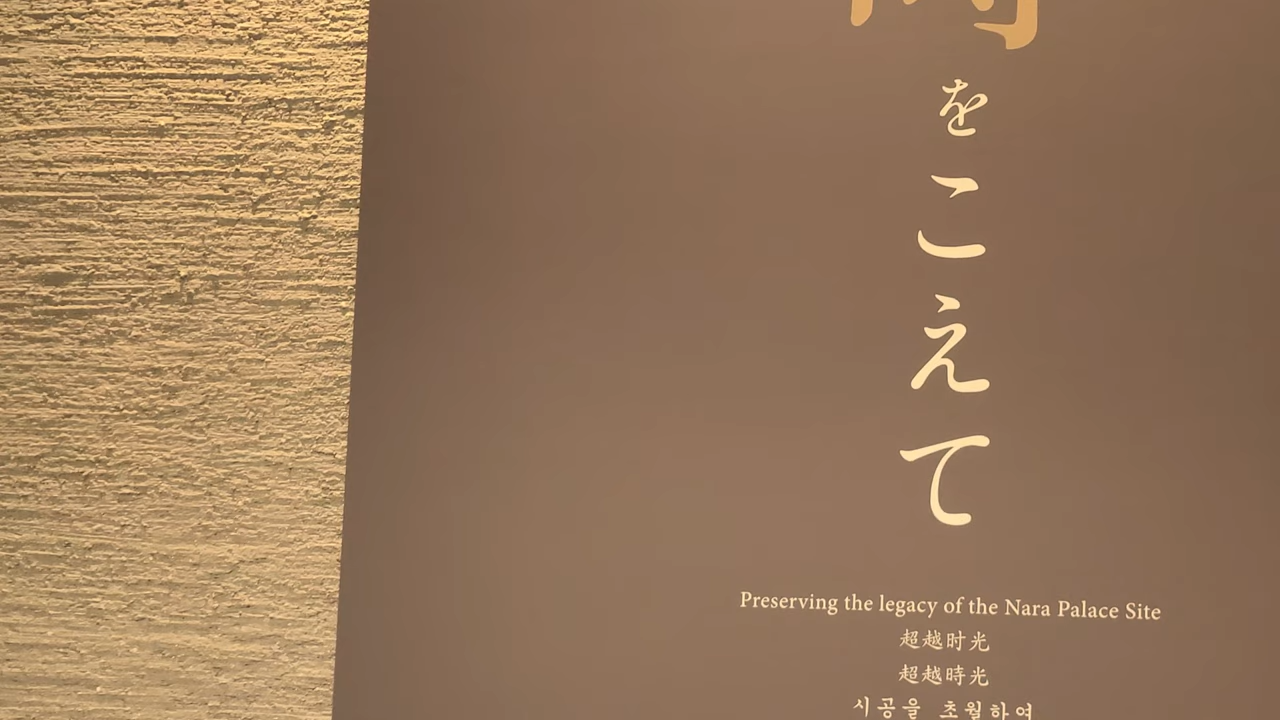 をこえて
Preserving the legacy of the Nara Palace Site
超越时光
超越時光
시공을 초월하여